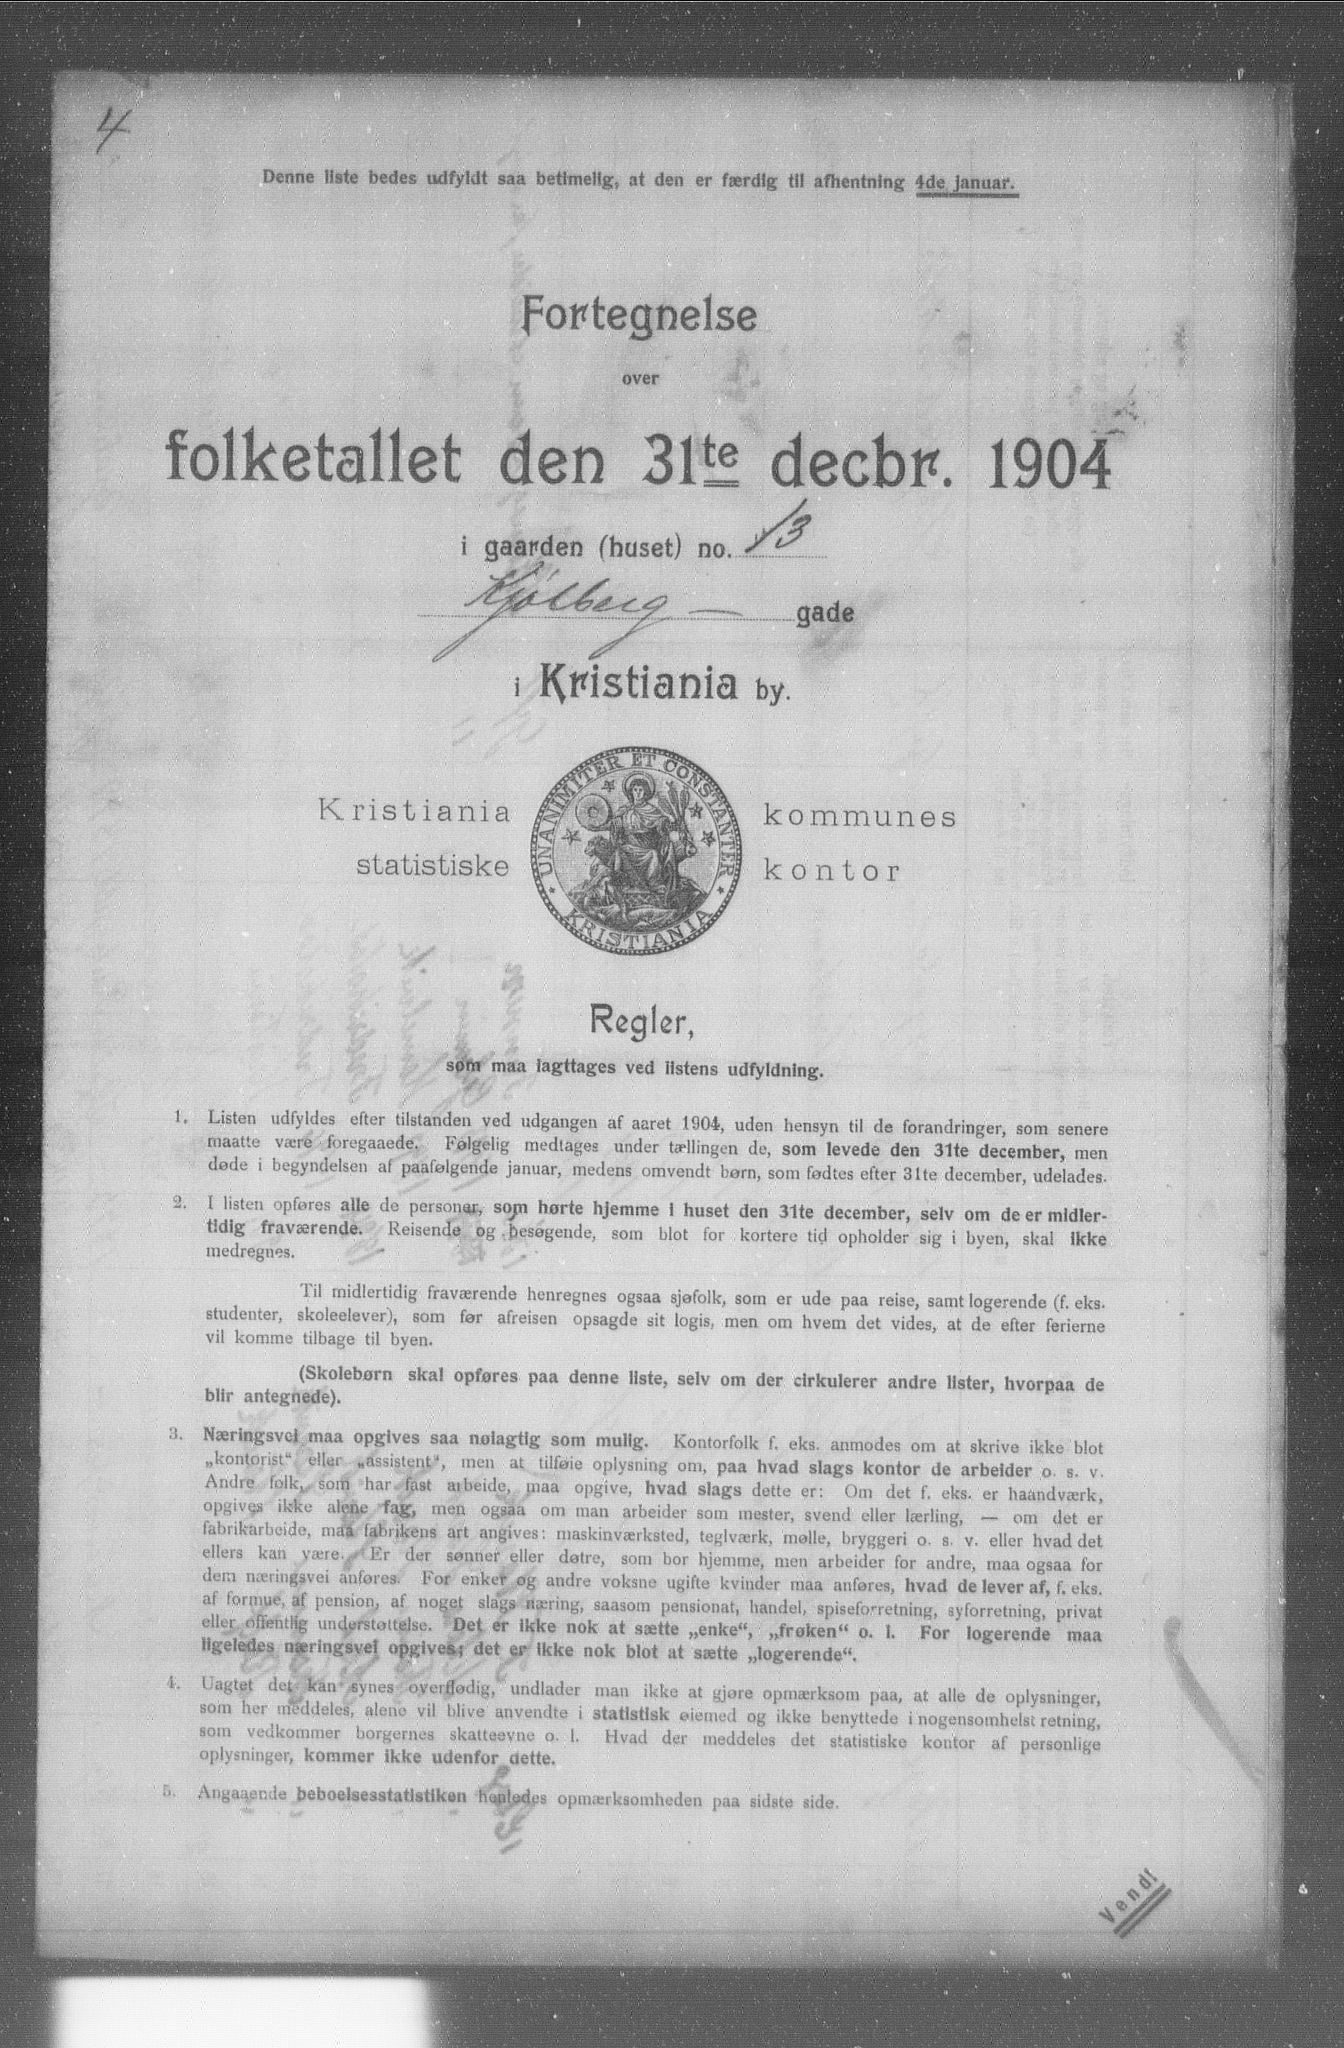 4
Denne liste bedes udfyldt saa betimelig, at den er færdig til afhentning 4de januar.
Fortegnelse
over
folketallet den 31te decbr. 1904
i gaarden (huset) no. 13
Kjølberg — gade
i Kristiania by.
Kristiania kommunes
statistiske kontor
UNANIMITER ET CONSTANTER
KRISTIANIA
Regler,
som maa iagttages ved listens udfyldning.
1. Listen udfyldes efter tilstanden ved udgangen af aaret 1904, uden hensyn til de forandringer, som senere
maatte være foregaaede. Følgelig medtages under tællingen de, som levede den 31te december, men
døde i begyndelsen af paafølgende januar, medens omvendt børn, som fødtes efter 31te december, udelades.
2. I listen opføres alle de personer, som hørte hjemme i huset den 31te december, selv om de er midler-
tidig fraværende. Reisende og besøgende, som blot for kortere tid opholder sig i byen, skal ikke
medregnes.
Til midlertidig fraværende henregnes ogsaa sjøfolk, som er ude paa reise, samt logerende (f. eks.
studenter, skoleelever), som før afreisen opsagde sit logis, men om hvem det vides, at de efter ferierne
vil komme tilbage til byen.
(Skolebørn skal opføres paa denne liste, selv om der cirkulerer andre lister, hvorpaa de
blir antegnede).
3. Næringsvei maa opgives saa nøiagtig som mulig. Kontorfolk f. eks. anmodes om at skrive ikke blot
„kontorist“ eller „assistent“, men at tilføie oplysning om, paa hvad slags kontor de arbeider o. s. v.
Andre folk, som har fast arbeide, maa opgive, hvad slags dette er: Om det f. eks. er haandværk,
opgives ikke alene fag, men ogsaa om man arbeider som mester, svend eller lærling, — om det er
fabrikarbeide, maa fabrikens art angives: maskinværksted, teglværk, mølle, bryggeri o. s. v. eller hvad det
ellers kan være. Er der sønner eller døtre, som bor hjemme, men arbeider for andre, maa ogsaa for
dem næringsvei anføres. For enker og andre voksne ugifte kvinder maa anføres, hvad de lever af, f. eks.
af formue, af pension, af noget slags næring, saasom pensionat, handel, spiseforretning, syforretning, privat
eller offentlig understøttelse. Det er ikke nok at sætte „enke“, „frøken“ o. l. For logerende maa
ligeledes næringsvei opgives; det er ikke nok blot at sætte „logerende“.
4. Uagtet det kan synes overflødig, undlader man ikke at gjøre opmærksom paa, at alle de oplysninger,
som her meddeles, alene vil blive anvendte i statistisk øiemed og ikke benyttede i nogensomhelst retning,
som vedkommer borgernes skatteevne o. l. Hvad der meddeles det statistiske kontor af personlige
oplysninger, kommer ikke udenfor dette.
5. Angaaende beboelsesstatistiken henledes opmærksomheden paa sidste side.
Vend!